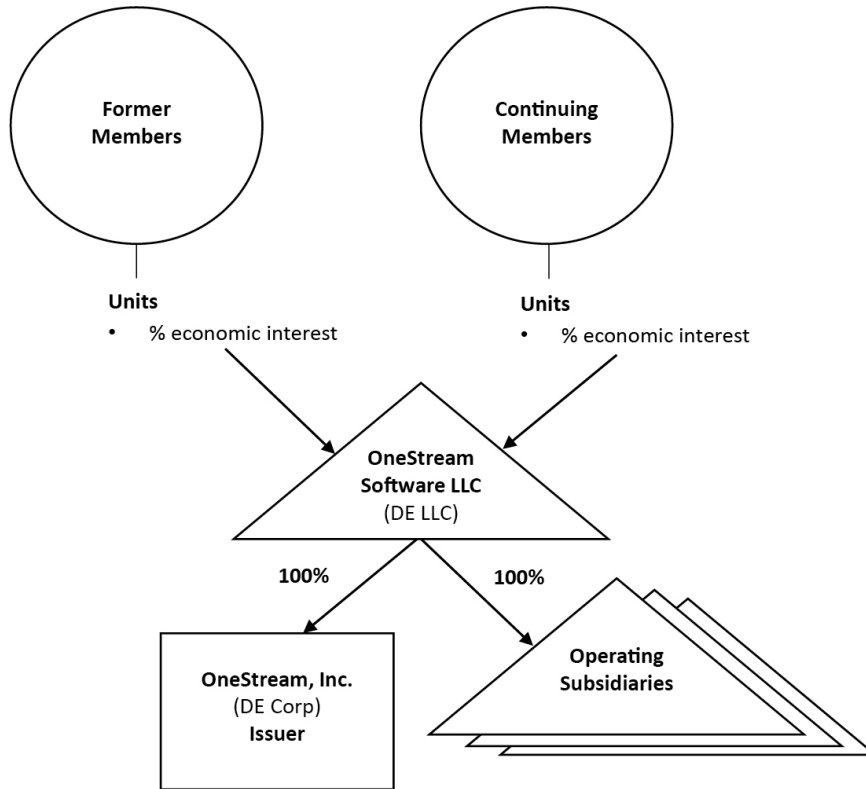 Former
Members
Continuing
Members
Units
• % economic interest
Units
• % economic interest
OneStream
Software LLC
(DE LLC)
100%
100%
OneStream, Inc.
(DE Corp)
Issuer
Operating
Subsidiaries